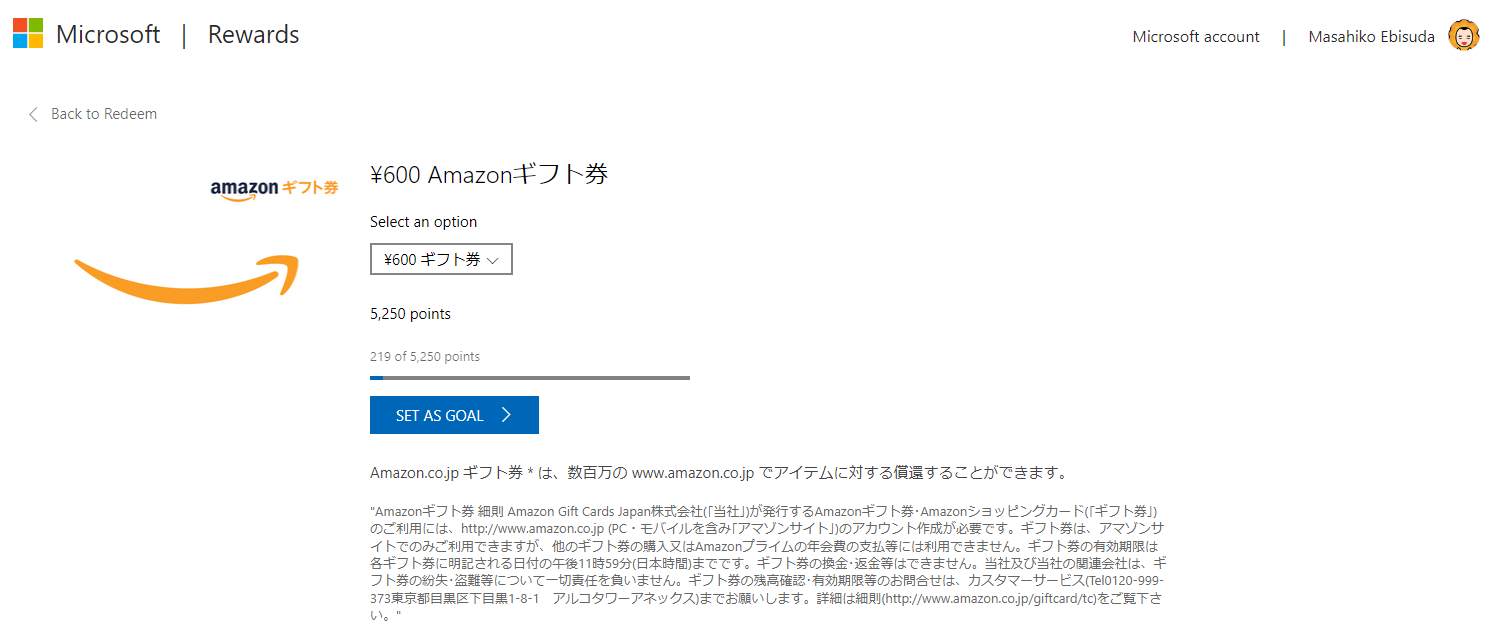 Microsoft | Rewards
Microsoft account | Masahiko Ebisuda
Back to Redeem
amazon ギフト券
¥600 Amazonギフト券
Select an option
¥600 ギフト券
5,250 points
219 of 5,250 points
SET AS GOAL
Amazon.co.jp ギフト券 * は、数百万の www.amazon.co.jp でアイテムに対する償還することができます。
"Amazonギフト券 細則 Amazon Gift Cards Japan株式会社(｢当社｣)が発行するAmazonギフト券･Amazonショッピングカード(｢ギフト券｣)
のご利用には、http://www.amazon.co.jp (PC・モバイルを含み｢アマゾンサイト｣)のアカウント作成が必要です。ギフト券は、アマゾンサ
イトでのみご利用できますが、他のギフト券の購入又はAmazonプライムの年会費の支払等には利用できません。ギフト券の有効期限は
各ギフト券に明記される日付の午後11時59分(日本時間)までです。ギフト券の換金･返金等はできません。当社及び当社の関連会社は、ギ
フト券の紛失･盗難等について一切責任を負いません。ギフト券の残高確認･有効期限等のお問合せは、カスタマーサービス(Tel0120-999-
373東京都目黒区下目黒1-8-1　アルコタワーアネックス)までお願いします。詳細は細則(http://www.amazon.co.jp/giftcard/tc)をご覧下さ
い。"